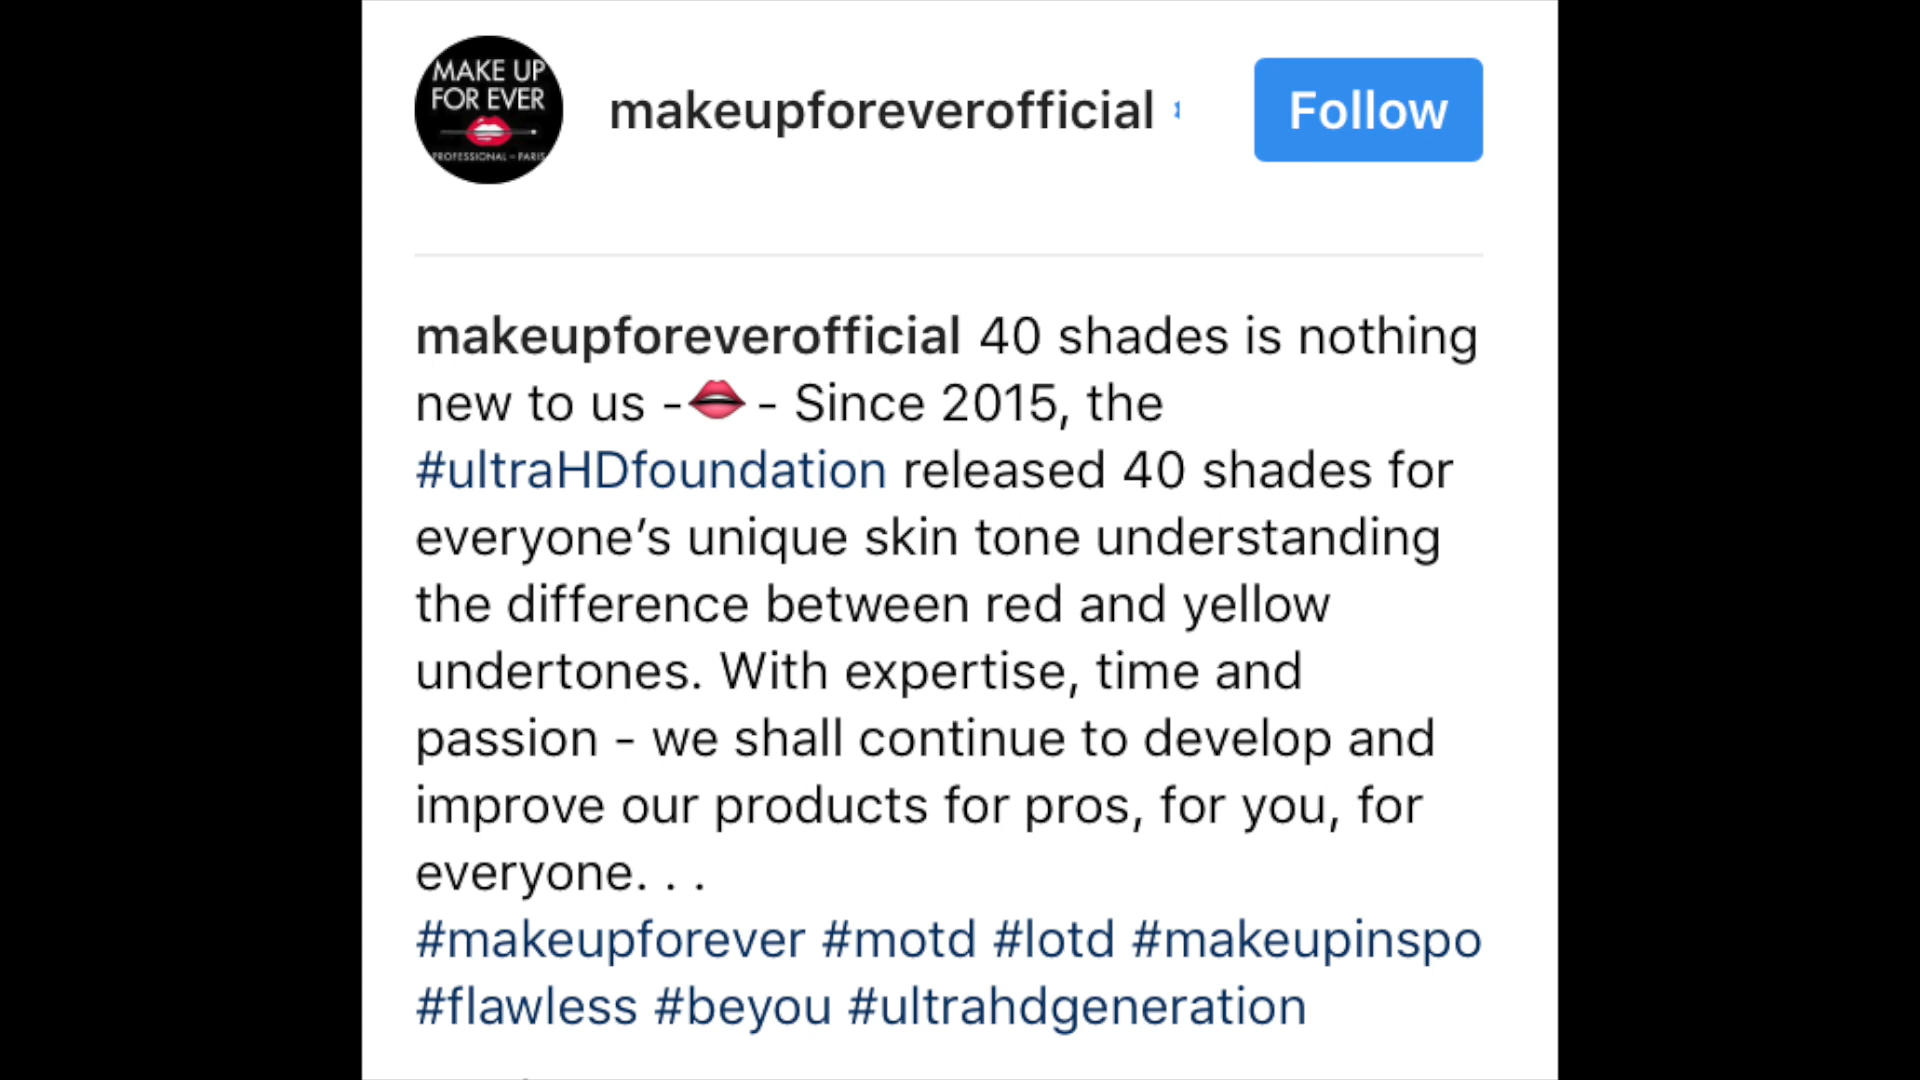 MAKE UP
FOR EVER
PROFESSIONAL - PARIS
makeupforeverofficial
Follow
makeupforeverofficial 40 shades is nothing
new to us -👄- Since 2015, the
#ultraHDfoundation released 40 shades for
everyone’s unique skin tone understanding
the difference between red and yellow
undertones. With expertise, time and
passion - we shall continue to develop and
improve our products for pros, for you, for
everyone. . .
#makeupforever #motd #lotd #makeupinspo
#flawless #beyou #ultrahdgeneration